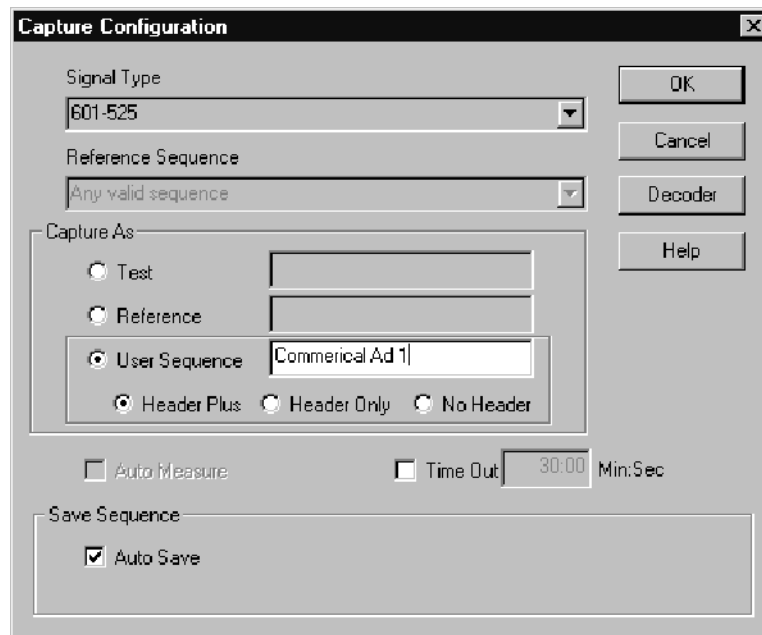 Capture Configuration
Signal Type
601-525
OK
Reference Sequence
Cancel
Any valid sequence
Decoder
Capture As
Help
Test
Reference
User Sequence Commerical Ad 1
Header Plus Header Only No Header
Auto Measure Time Out 30:00 Min:Sec
Save Sequence
Auto Save